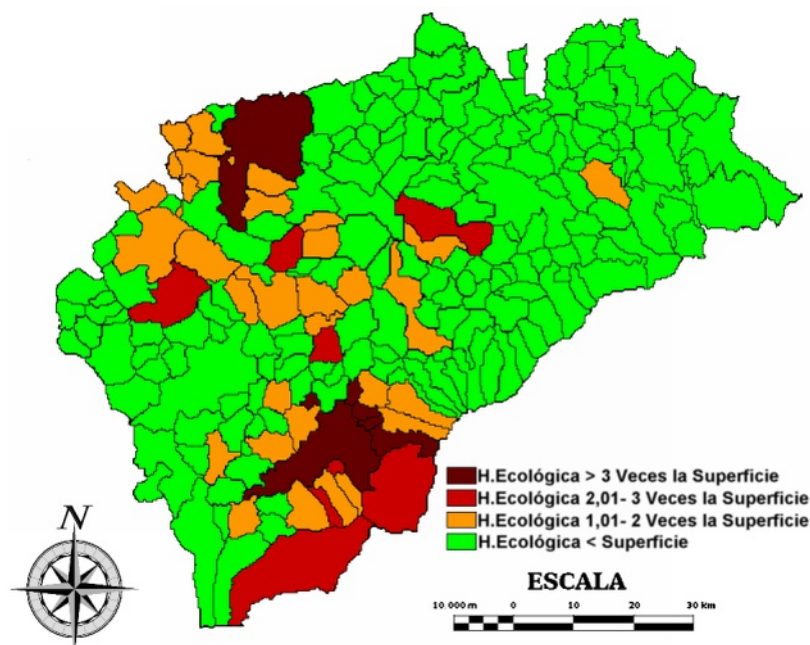 H.Ecológica > 3 Veces la Superficie
H.Ecológica 2,01- 3 Veces la Superficie
H.Ecológica 1,01- 2 Veces la Superficie
H.Ecológica < Superficie
N
ESCALA
10.000 m 0 10 20 30 km